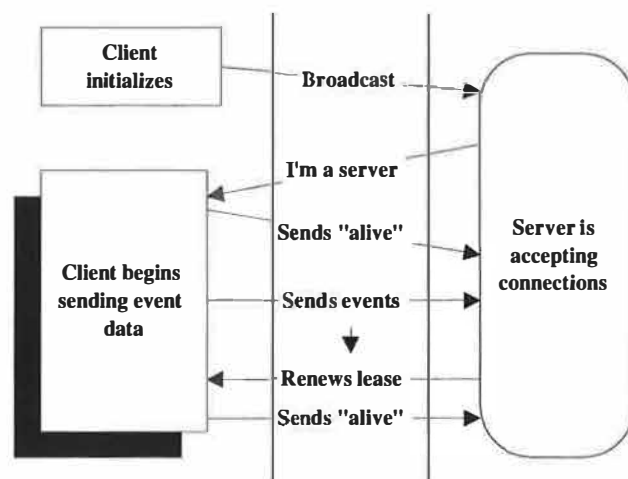 Client
initializes
Broadcast
I'm a server
Sends "alive"
Client begins
sending event
data
Sends events
Server is
accepting
connections
Renews lease
Sends "alive"